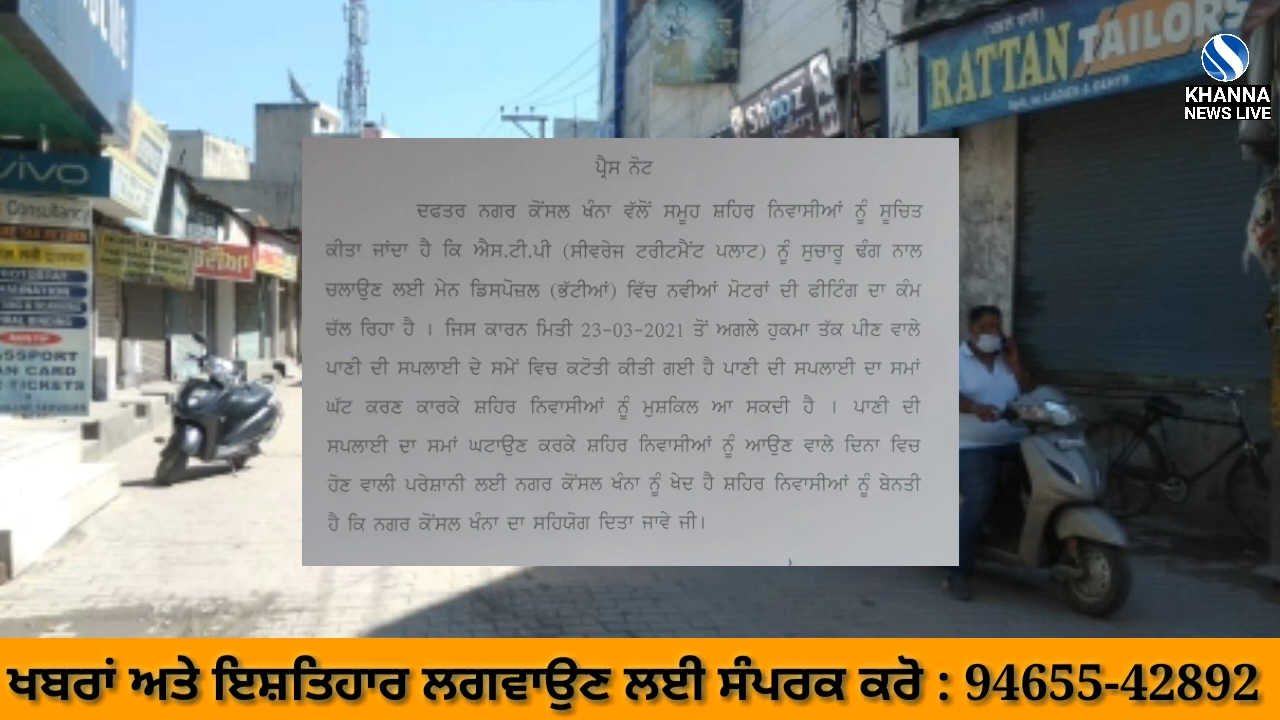 RATTAN TAILORS
KHANNA
NEWS LIVE
vivo
Consultancy
ਪ੍ਰੈਸ ਨੋਟ
ਦਫਤਰ ਨਗਰ ਕੋਂਸਲ ਖੰਨਾ ਵੱਲੋਂ ਸਮੂਹ ਸ਼ਹਿਰ ਨਿਵਾਸੀਆਂ ਨੂੰ ਸੂਚਿਤ
ਕੀਤਾ ਜਾਂਦਾ ਹੈ ਕਿ ਐਸ.ਟੀ.ਪੀ (ਸੀਵਰੇਜ ਟਰੀਟਮੈਂਟ ਪਲਾਟ) ਨੂੰ ਸੁਚਾਰੂ ਢੰਗ ਨਾਲ
ਚਲਾਉਣ ਲਈ ਮੇਨ ਡਿਸਪੋਜ਼ਲ (ਭੱਟੀਆਂ) ਵਿੱਚ ਨਵੀਆਂ ਮੋਟਰਾਂ ਦੀ ਫੀਟਿੰਗ ਦਾ ਕੰਮ
ਚੱਲ ਰਿਹਾ ਹੈ । ਜਿਸ ਕਾਰਨ ਮਿਤੀ 23-03-2021 ਤੋਂ ਅਗਲੇ ਹੁਕਮਾ ਤੱਕ ਪੀਣ ਵਾਲੇ
ਪਾਣੀ ਦੀ ਸਪਲਾਈ ਦੇ ਸਮੇਂ ਵਿਚ ਕਟੋਤੀ ਕੀਤੀ ਗਈ ਹੈ ਪਾਣੀ ਦੀ ਸਪਲਾਈ ਦਾ ਸਮਾਂ
ਘੱਟ ਕਰਣ ਕਾਰਕੇ ਸ਼ਹਿਰ ਨਿਵਾਸੀਆਂ ਨੂੰ ਮੁਸ਼ਕਿਲ ਆ ਸਕਦੀ ਹੈ । ਪਾਣੀ ਦੀ
ਸਪਲਾਈ ਦਾ ਸਮਾਂ ਘਟਾਉਣ ਕਰਕੇ ਸ਼ਹਿਰ ਨਿਵਾਸੀਆਂ ਨੂੰ ਆਉਣ ਵਾਲੇ ਦਿਨਾ ਵਿਚ
ਹੋਣ ਵਾਲੀ ਪਰੇਸ਼ਾਨੀ ਲਈ ਨਗਰ ਕੋਂਸਲ ਖੰਨਾ ਨੂੰ ਖੇਦ ਹੈ ਸ਼ਹਿਰ ਨਿਵਾਸੀਆਂ ਨੂੰ ਬੇਨਤੀ
ਹੈ ਕਿ ਨਗਰ ਕੋਂਸਲ ਖੰਨਾ ਦਾ ਸਹਿਯੋਗ ਦਿਤਾ ਜਾਵੇ ਜੀ।
ਖਬਰਾਂ ਅਤੇ ਇਸ਼ਤਿਹਾਰ ਲਗਵਾਉਣ ਲਈ ਸੰਪਰਕ ਕਰੋ : 94655-42892